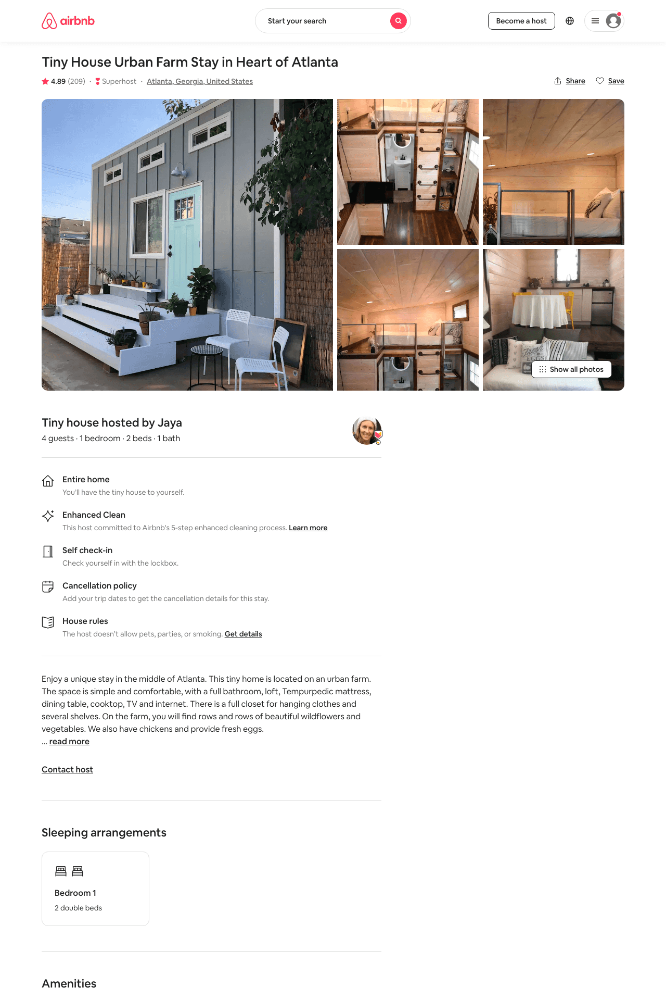 airbnb
Start your search
Become a host
Tiny House Urban Farm Stay in Heart of Atlanta
4.89 (209) · Superhost · Atlanta, Georgia, United States
Share
Save
Fresh
EGGS
Show all photos
Tiny house hosted by Jaya
4 guests · 1 bedroom · 2 beds · 1 bath
Entire home
You’ll have the tiny house to yourself.
Enhanced Clean
This host committed to Airbnb's 5-step enhanced cleaning process. Learn more
Self check-in
Check yourself in with the lockbox.
Cancellation policy
Add your trip dates to get the cancellation details for this stay.
House rules
The host doesn’t allow pets, parties, or smoking. Get details
Enjoy a unique stay in the middle of Atlanta. This tiny home is located on an urban farm.
The space is simple and comfortable, with a full bathroom, loft, Tempurpedic mattress,
dining table, cooktop, TV and internet. There is a full closet for hanging clothes and
several shelves. On the farm, you will find rows and rows of beautiful wildflowers and
vegetables. We also have chickens and provide fresh eggs.
... read more
Contact host
Sleeping arrangements
Bedroom 1
2 double beds
Amenities